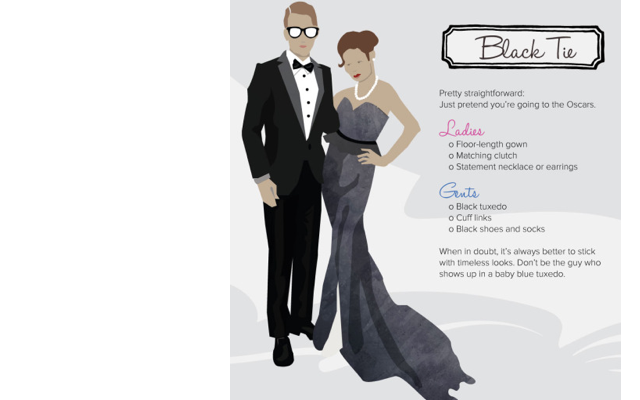 Black Tie
Pretty straightforward:
Just pretend you're going to the Oscars.
Ladies
o Floor-length gown
o Matching clutch
o Statement necklace or earrings
Gents
o Black tuxedo
o Cuff links
o Black shoes and socks
When in doubt, it's always better to stick
with timeless looks. Don't be the guy who
shows up in a baby blue tuxedo.